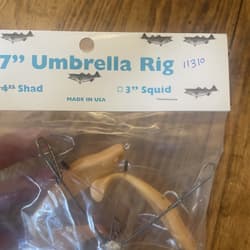 7" Umbrella Rig 11310
4" Shad □ 3" Squid
MADE IN USA